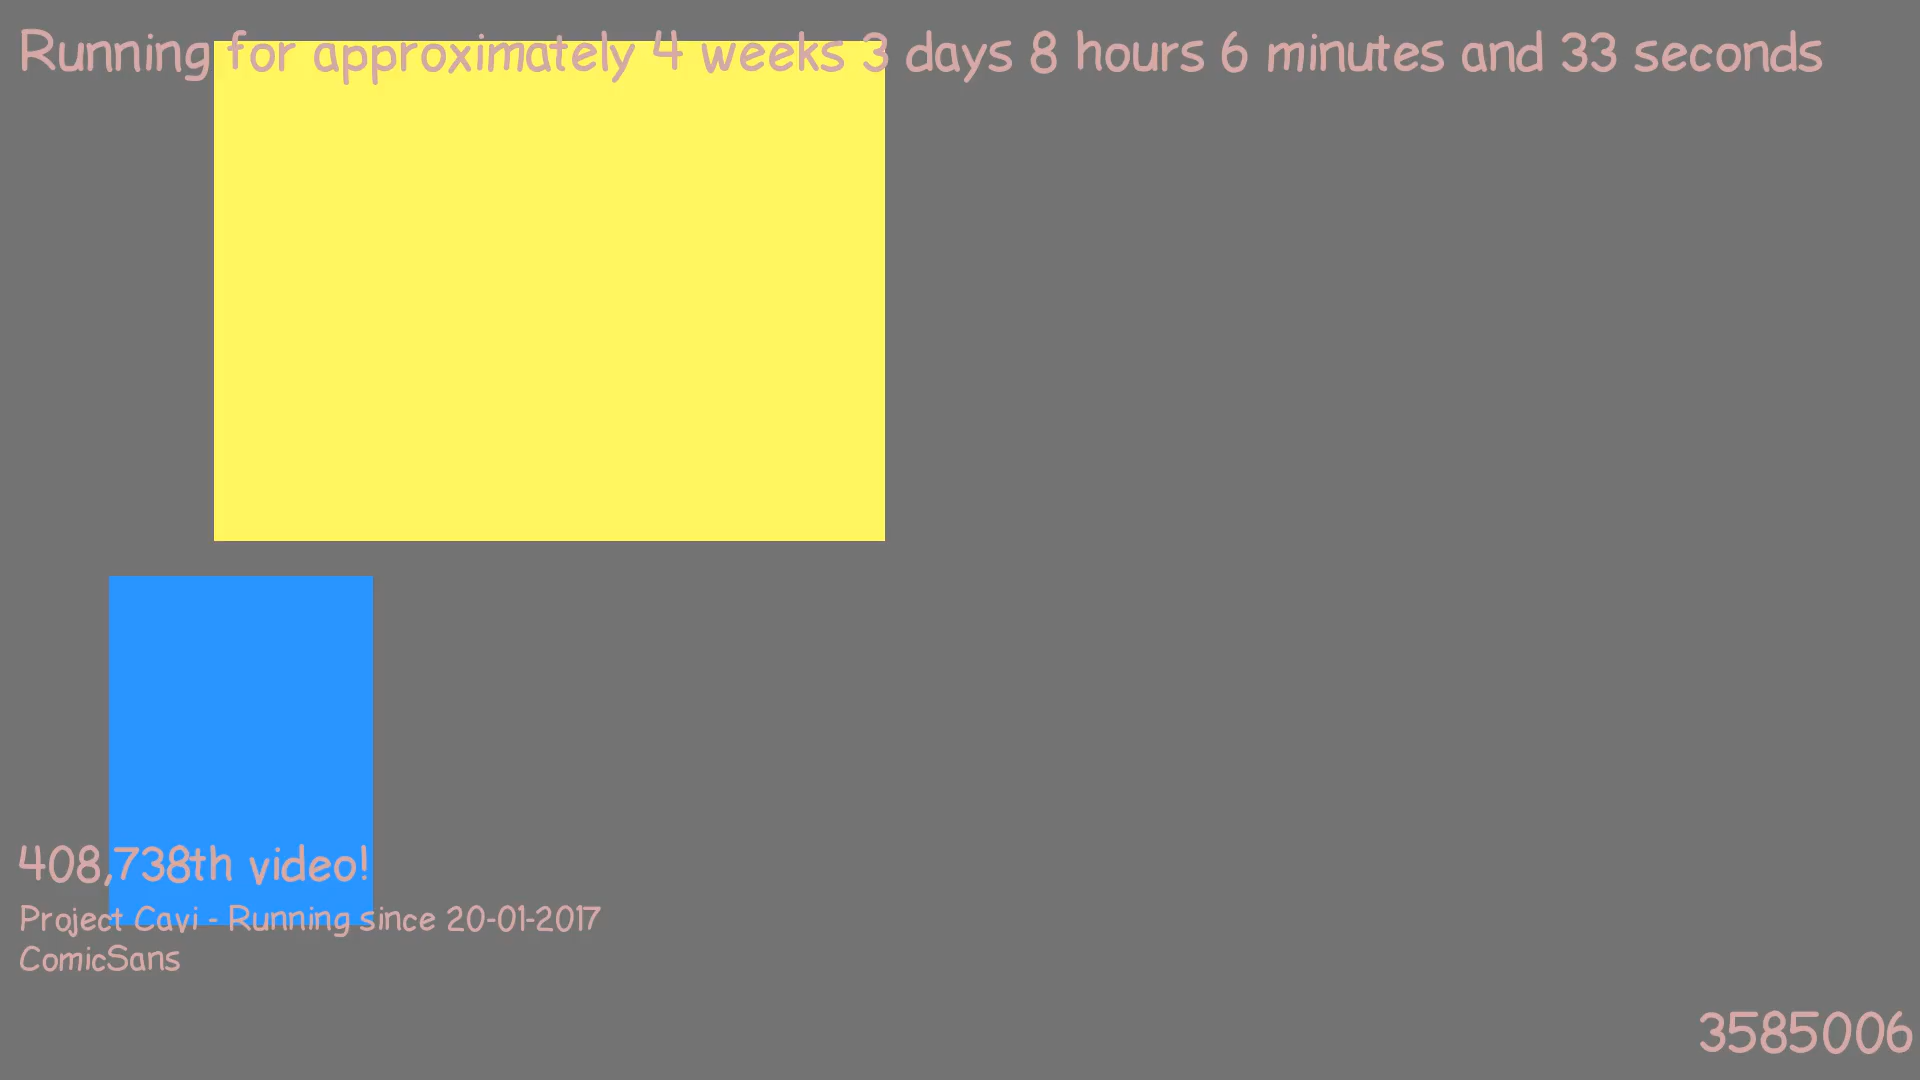 Running for approximately 4 weeks 3 days 8 hours 6 minutes and 33 seconds
408,738th video!
Project Cavi - Running since 20-01-2017
ComicSans
3585006